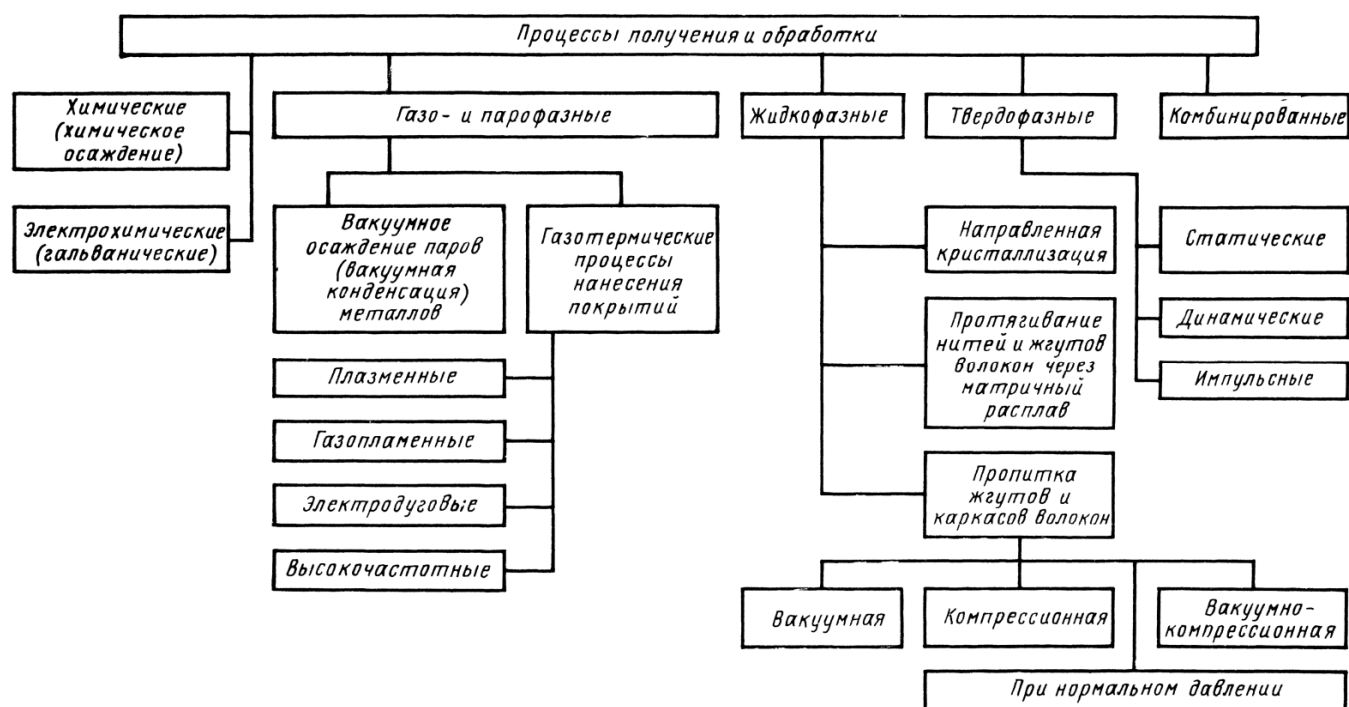 Процессы получения и обработки
Химические
(химическое
осаждение)
Газо- и парофазные
Жидкофазные
Твердофазные
Комбинированные
Электрохимические
(гальванические)
Вакуумное
осаждение паров
(вакуумная
конденсация)
металлов
Газотермические
процессы
нанесения
покрытий
Направленная
кристаллизация
Статические
Протягивание
нитей и жгутов
волокон через
матричный
расплав
Динамические
Импульсные
Плазменные
Газопламенные
Электродуговые
Высокочастотные
Пропитка
жгутов и
каркасов волокон
Вакуумная
Компрессионная
Вакуумно-
компрессионная
При нормальном давлении